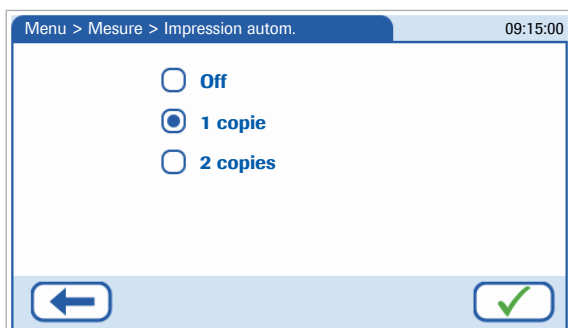 Menu > Mesure > Impression autom. 09:15:00
Off
1 copie
2 copies